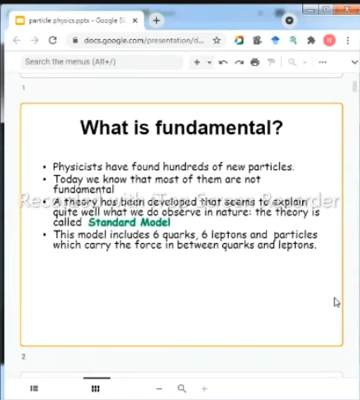 particle physics.pptx - Google Sl
docs.google.com/presentation/d...
Search the menus (Alt+/)
1
What is fundamental?
• Physicists have found hundreds of new particles.
• Today we know that most of them are not
fundamental
• A theory has been developed that seems to explain
quite well what we do observe in nature: the theory is
called Standard Model
• This model includes 6 quarks, 6 leptons and particles
which carry the force in between quarks and leptons.
2